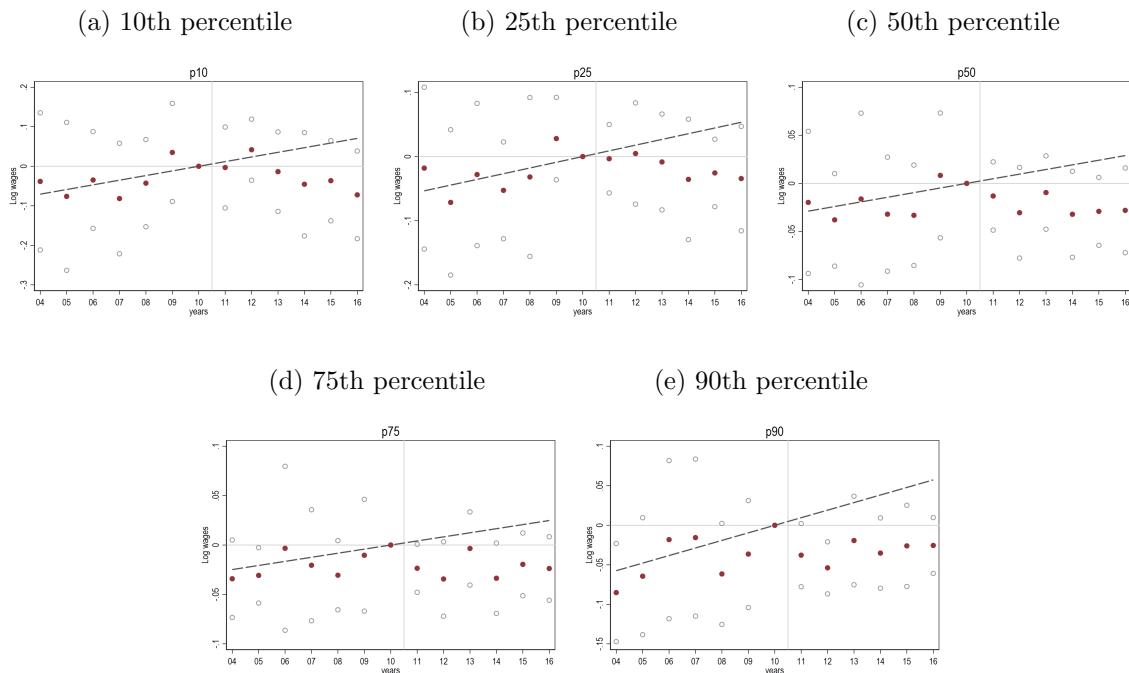 (a) 10th percentile
p10
Log wages
.2
.1
0
-.1
-.2
-.3
04 05 06 07 08 09 10 11 12 13 14 15 16
years
(b) 25th percentile
p25
Log wages
.1
0
-.1
-.2
04 05 06 07 08 09 10 11 12 13 14 15 16
years
(c) 50th percentile
p50
Log wages
.1
.05
0
-.05
-.1
04 05 06 07 08 09 10 11 12 13 14 15 16
years
(d) 75th percentile
p75
Log wages
.1
.05
0
-.05
-.1
04 05 06 07 08 09 10 11 12 13 14 15 16
years
(e) 90th percentile
p90
Log wages
.1
.05
0
-.05
-.1
-.15
04 05 06 07 08 09 10 11 12 13 14 15 16
years